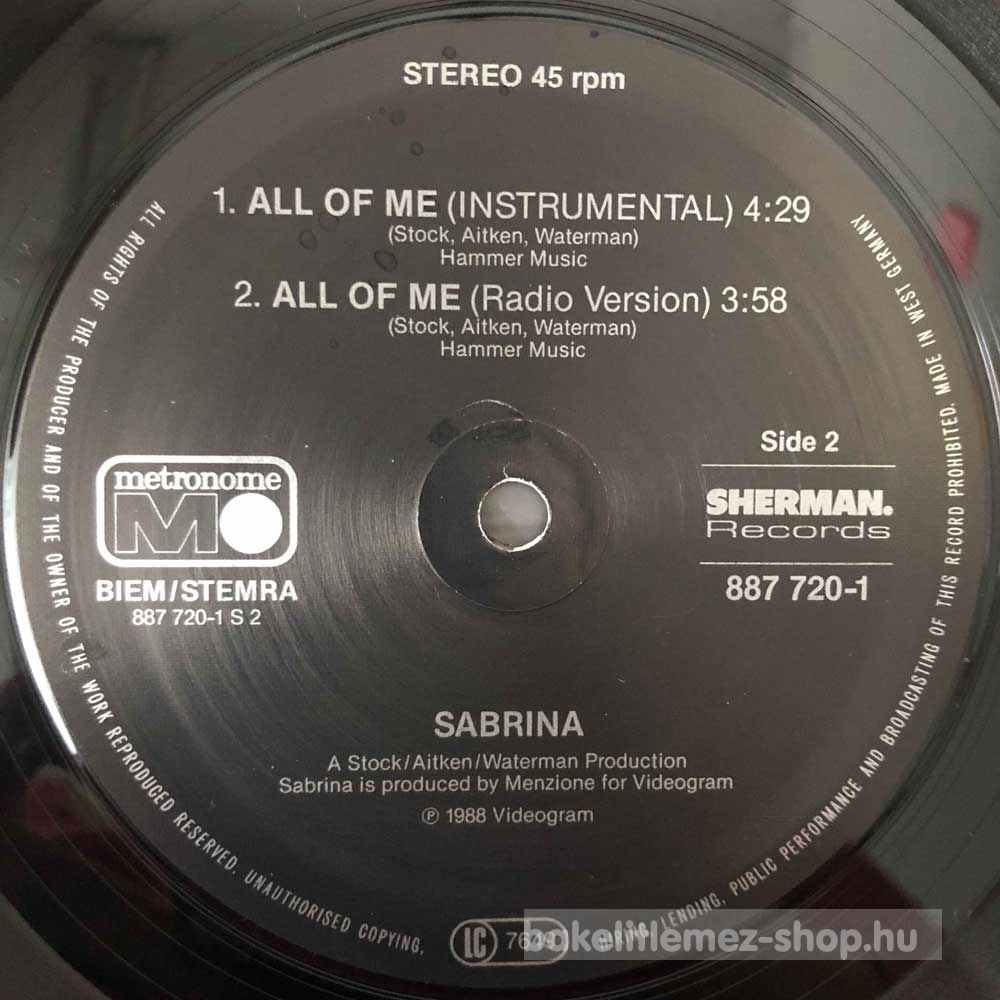 STEREO 45 rpm
1. ALL OF ME (INSTRUMENTAL) 4:29
(Stock, Aitken, Waterman)
Hammer Music
2. ALL OF ME (Radio Version) 3:58
(Stock, Aitken, Waterman)
Hammer Music
metronome
BIEM/STEMRA
887 720-1 S 2
Side 2
SHERMAN.
Records
887 720-1
SABRINA
A Stock/Aitken/Waterman Production
Sabrina is produced by Menzione for Videogram
℗ 1988 Videogram
ALL RIGHTS OF THE PRODUCER AND OF THE OWNER OF THE WORK REPRODUCED RESERVED. UNAUTHORISED COPYING, HIRING, LENDING, PUBLIC PERFORMANCE AND BROADCASTING OF THIS RECORD PROHIBITED. MADE IN WEST GERMANY
LC
bakelitlemez-shop.hu